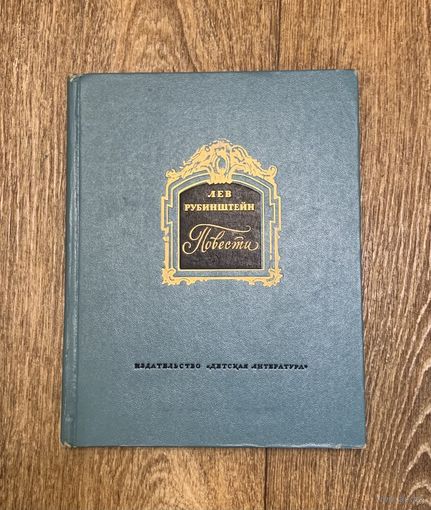 ЛЕВ
РУБИНШТЕЙН
Повести
ИЗДАТЕЛЬСТВО «ДЕТСКАЯ ЛИТЕРАТУРА»